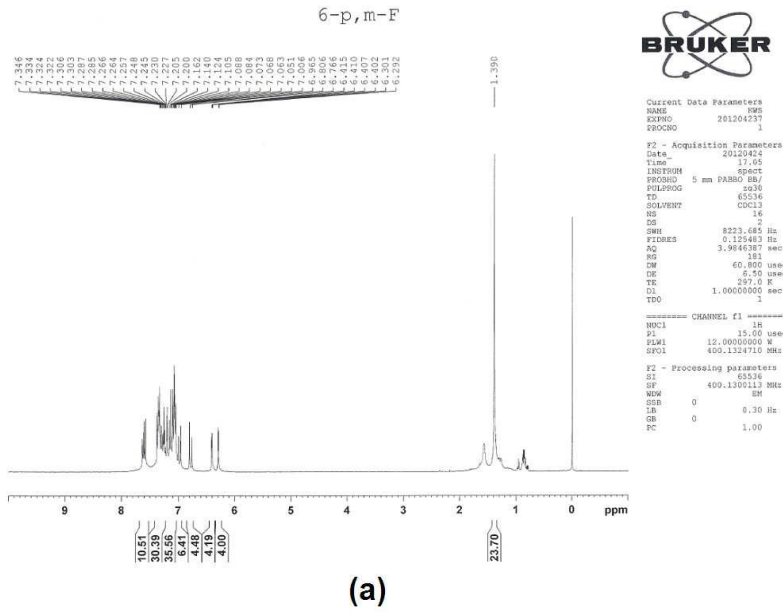 6-p,m-F
7.346
7.334
7.324
7.322
7.306
7.303
7.287
7.285
7.266
7.264
7.257
7.248
7.245
7.230
7.227
7.205
7.200
7.162
7.140
7.124
7.105
7.088
7.084
7.073
7.068
7.063
7.051
7.006
6.965
6.806
6.766
6.415
6.410
6.407
6.402
6.301
6.292
1.390
BRUKER
Current Data Parameters
NAME KWS
EXPNO 201204237
PROCNO 1
F2 - Acquisition Parameters
Date_ 20120424
Time 17.05
INSTRUM spect
PROBHD 5 mm PABBO BB/
PULPROG zg30
TD 65536
SOLVENT CDCl3
NS 16
DS 2
SWH 8223.685 Hz
FIDRES 0.125483 Hz
AQ 3.9846387 sec
RG 181
DW 60.800 use
DE 6.50 use
TE 297.0 K
D1 1.00000000 sec
TD0 1
======== CHANNEL f1 ========
NUC1 1H
P1 15.00 use
PLW1 12.00000000 W
SFO1 400.1324710 MHz
F2 - Processing parameters
SI 65536
SF 400.1300113 MHz
WDW EM
SSB 0
LB 0.30 Hz
GB 0
PC 1.00
9 8 7 6 5 4 3 2 1 0 ppm
10.51
30.39
35.56
6.41
4.48
4.19
4.00
23.70
(a)